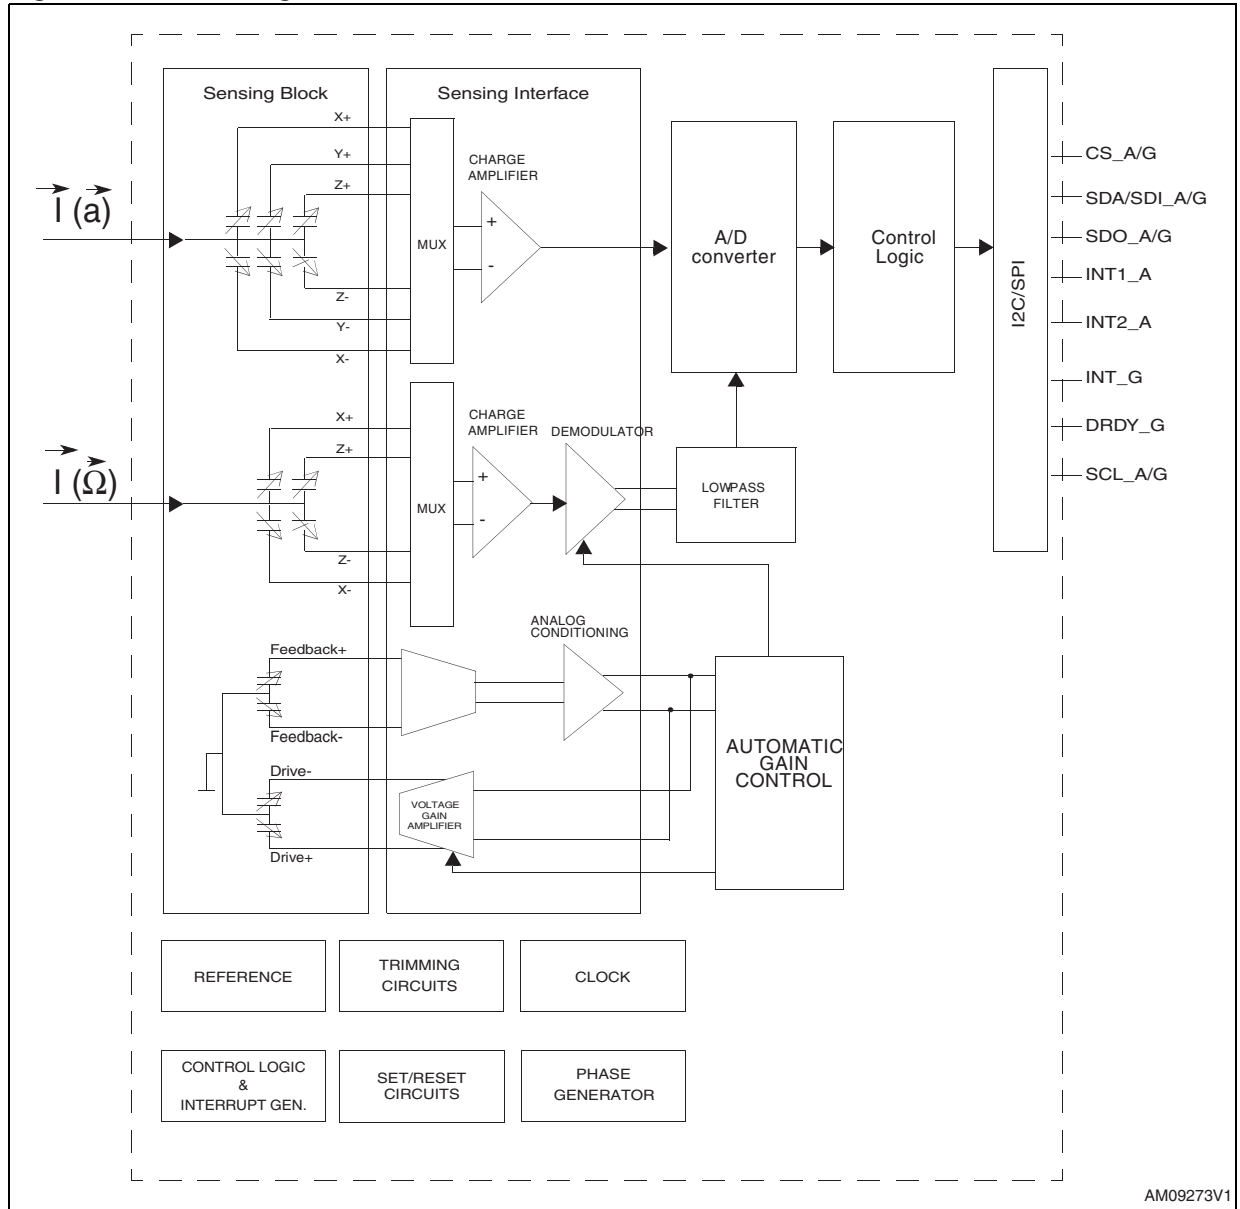 Sensing Block
Sensing Interface
X+
Y+
Z+
CHARGE
AMPLIFIER
I (a)
+
MUX
-
Z-
Y-
X-
A/D
converter
Control
Logic
I2C/SPI
CS_A/G
SDA/SDI_A/G
SDO_A/G
INT1_A
INT2_A
INT_G
DRDY_G
SCL_A/G
X+
Z+
CHARGE
AMPLIFIER
DEMODULATOR
I (Ω)
+
MUX
-
LOWPASS
FILTER
Z-
X-
ANALOG
CONDITIONING
Feedback+
Feedback-
Drive-
VOLTAGE
GAIN
AMPLIFIER
Drive+
AUTOMATIC
GAIN
CONTROL
REFERENCE
TRIMMING
CIRCUITS
CLOCK
CONTROL LOGIC
&
INTERRUPT GEN.
SET/RESET
CIRCUITS
PHASE
GENERATOR
AM09273V1